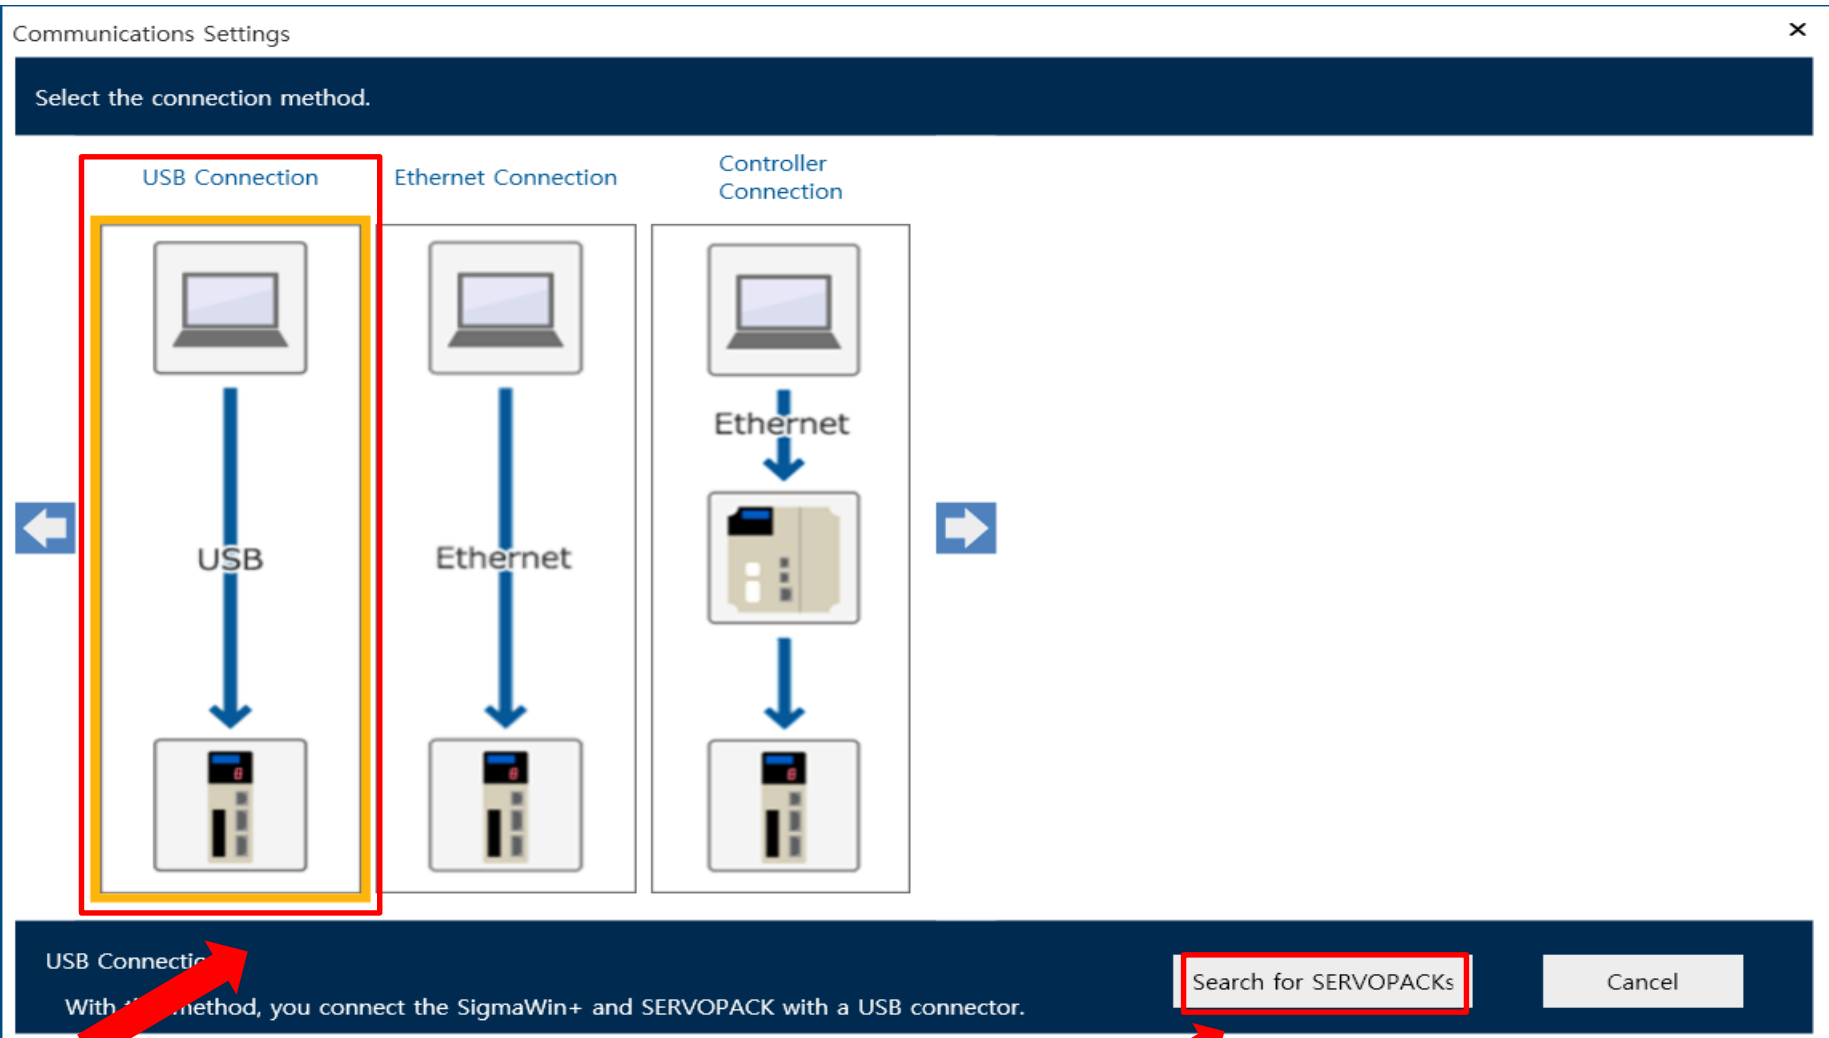 Communications Settings
Select the connection method.
USB Connection
Ethernet Connection
Controller
Connection
USB
Ethernet
Ethernet
USB
With method, you connect the SigmaWin+ and SERVOPACK with a USB connector.
Search for SERVOPACKs
Cancel